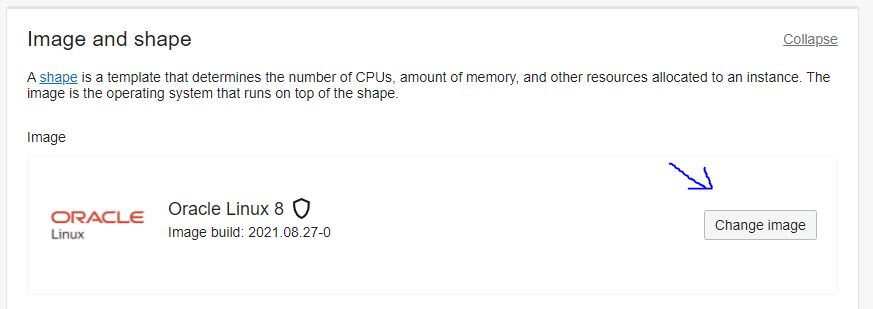 Image and shape
Collapse
A shape is a template that determines the number of CPUs, amount of memory, and other resources allocated to an instance. The
image is the operating system that runs on top of the shape.
Image
ORACLE
Linux
Oracle Linux 8
Image build: 2021.08.27-0
Change image